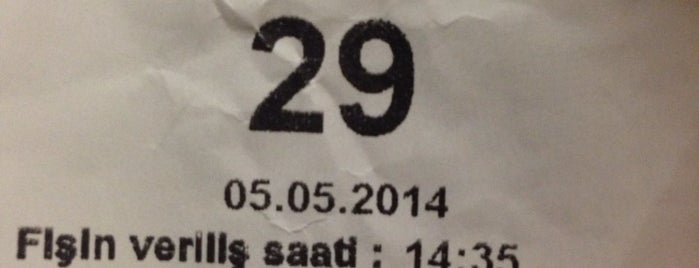 29
05.05.2014
Fişin veriliş saati : 14:35